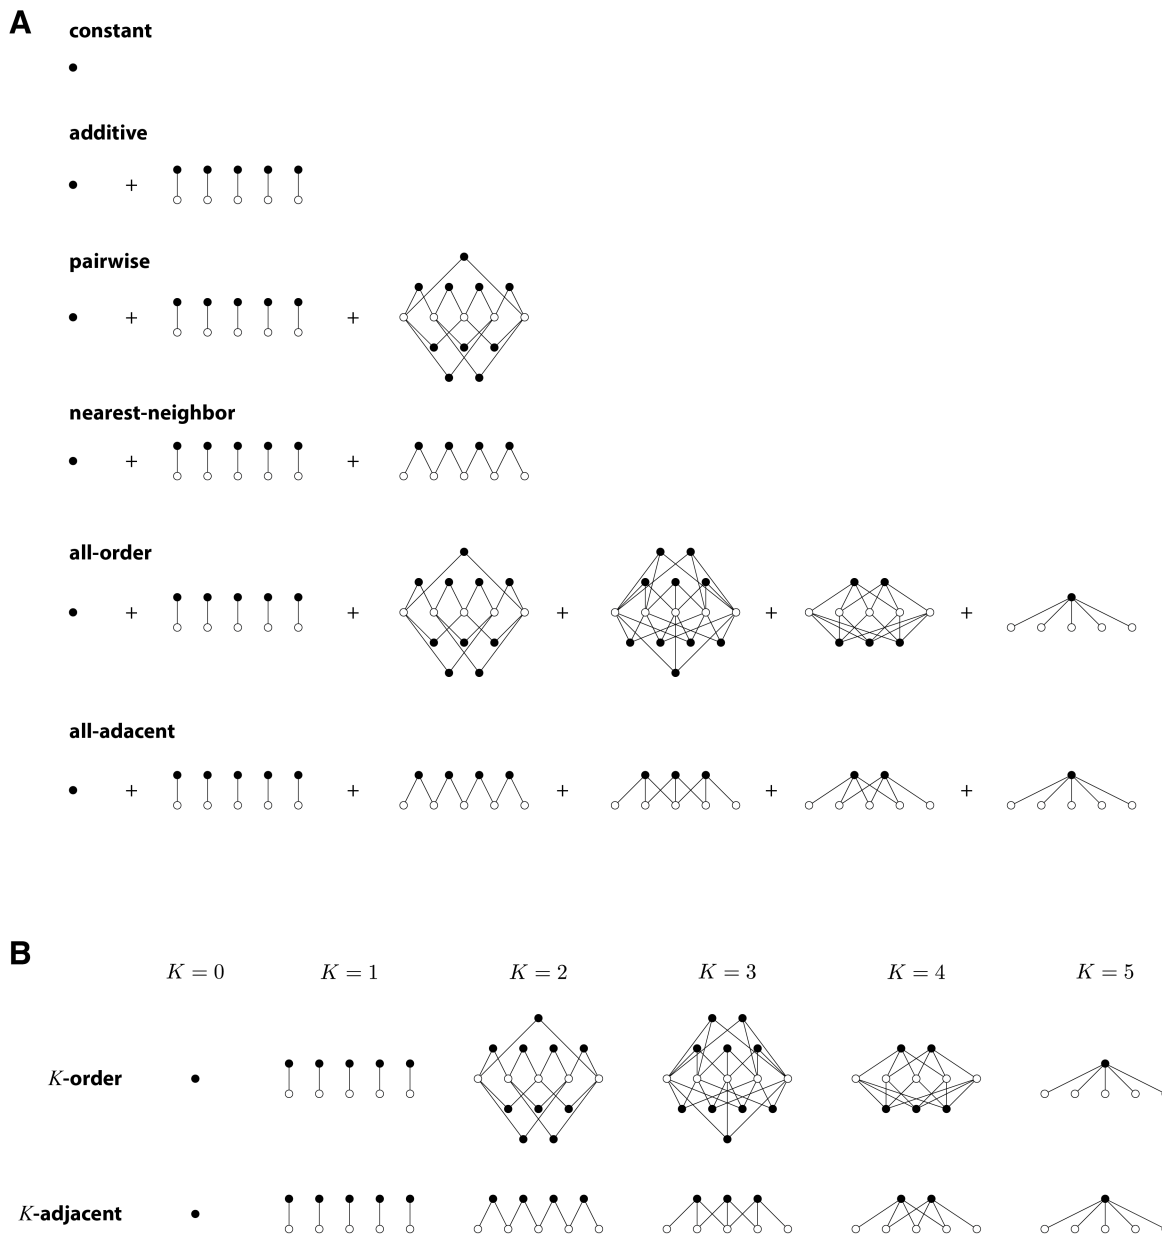 A
constant
additive
+
pairwise
+ +
nearest-neighbor
+ +
all-order
+ + + + +
all-adacent
+ + + + +
B
K = 0 K = 1 K = 2 K = 3 K = 4 K = 5
K-order
K-adjacent